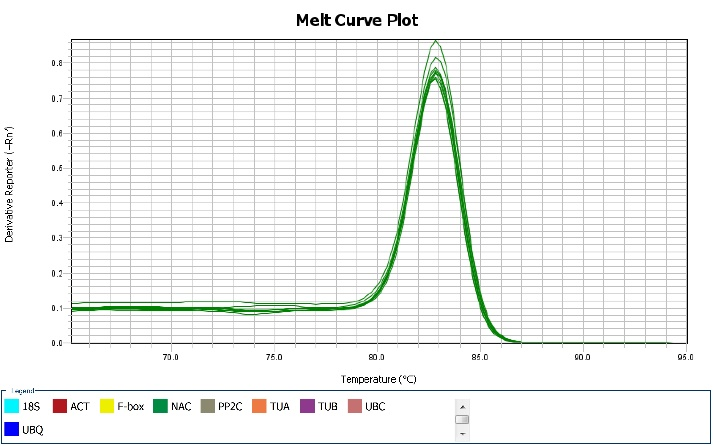 Melt Curve Plot
Derivative Reporter (-Rn')
0.8
0.7
0.6
0.5
0.4
0.3
0.2
0.1
0.0
70.0 75.0 80.0 85.0 90.0 95.0
Temperature (°C)
Legend
18S ACT F-box NAC PP2C TUA TUB UBC
UBQ